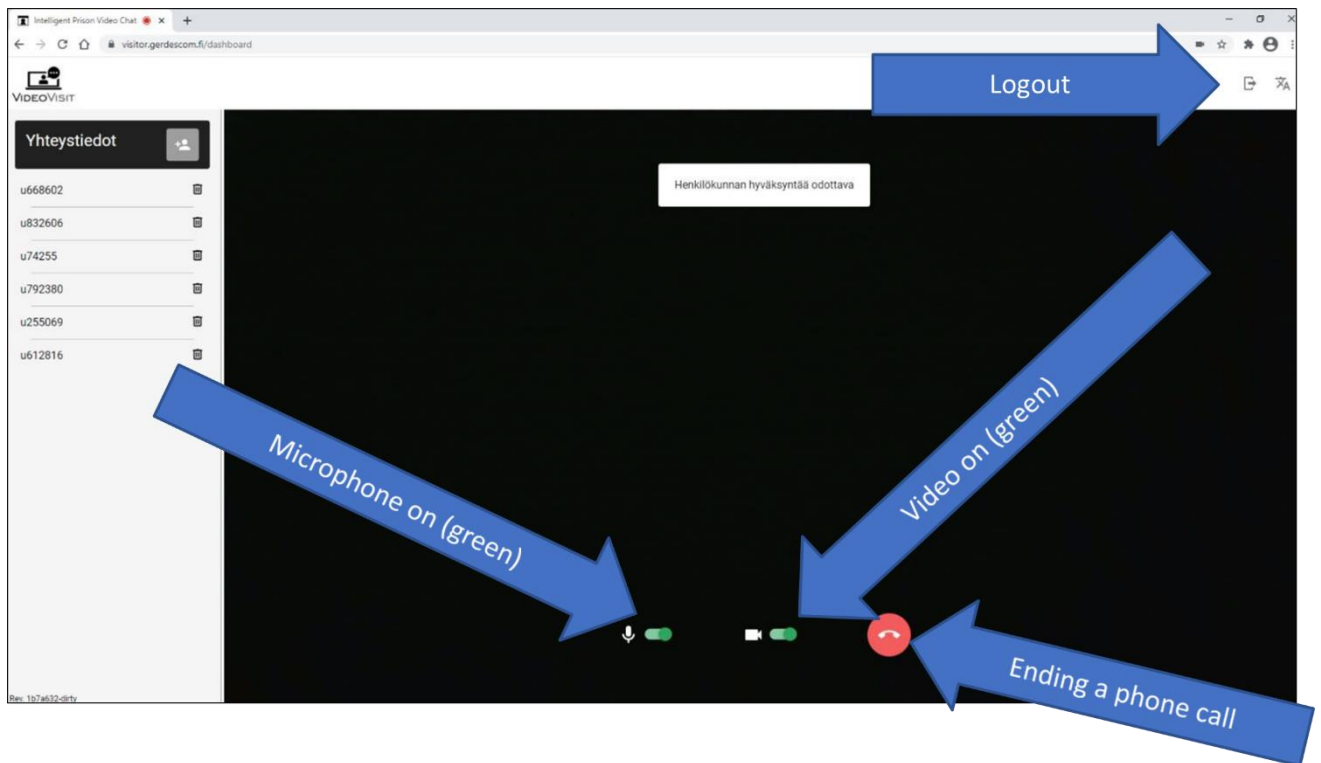 Intelligent Prison Video Chat
visitor.gerdescom.fi/dashboard
VIDEOVISIT
Logout
Yhteystiedot
Henkilökunnan hyväksyntää odottava
u668602
u832606
u74255
u792380
u255069
u612816
Microphone on (green)
Video on (green)
Ending a phone call
Rev. 1b7a632-dirty